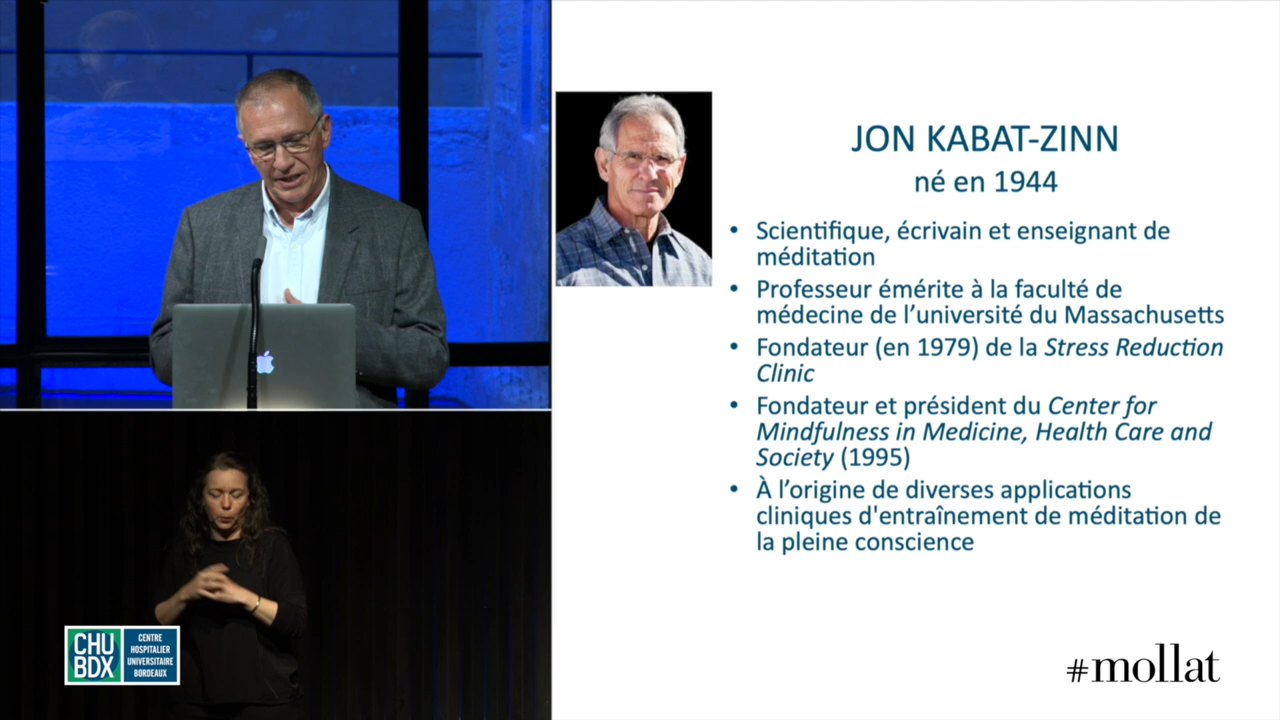 JON KABAT-ZINN
né en 1944
• Scientifique, écrivain et enseignant de
méditation
• Professeur émérite à la faculté de
médecine de l’université du Massachusetts
• Fondateur (en 1979) de la Stress Reduction
Clinic
• Fondateur et président du Center for
Mindfulness in Medicine, Health Care and
Society (1995)
• À l’origine de diverses applications
cliniques d'entraînement de méditation de
la pleine conscience
CHU
BDX
CENTRE
HOSPITALIER
UNIVERSITAIRE
BORDEAUX
#mollat